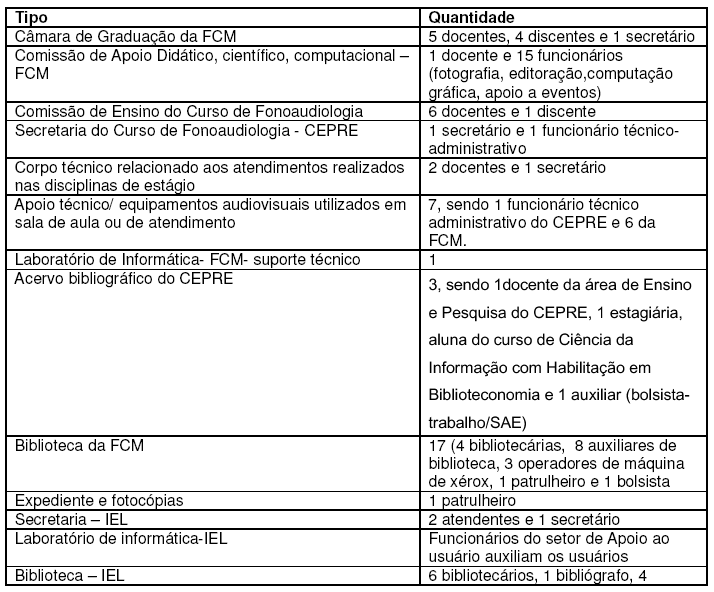 Tipo Quantidade
Câmara de Graduação da FCM 5 docentes, 4 discentes e 1 secretário
Comissão de Apoio Didático, científico, computacional – FCM 1 docente e 15 funcionários
(fotografia, editoração,computação
gráfica, apoio a eventos)
Comissão de Ensino do Curso de Fonoaudiologia 6 docentes e 1 discente
Secretaria do Curso de Fonoaudiologia - CEPRE 1 secretário e 1 funcionário técnico-
administrativo
Corpo técnico relacionado aos atendimentos realizados
nas disciplinas de estágio 2 docentes e 1 secretário
Apoio técnico/ equipamentos audiovisuais utilizados em
sala de aula ou de atendimento 7, sendo 1 funcionário técnico
administrativo do CEPRE e 6 da
FCM.
Laboratório de Informática- FCM- suporte técnico 1
Acervo bibliográfico do CEPRE 3, sendo 1docente da área de Ensino
e Pesquisa do CEPRE, 1 estagiária,
aluna do curso de Ciência da
Informação com Habilitação em
Biblioteconomia e 1 auxiliar (bolsista-
trabalho/SAE)
Biblioteca da FCM 17 (4 bibliotecárias, 8 auxiliares de
biblioteca, 3 operadores de máquina
de xérox, 1 patrulheiro e 1 bolsista
Expediente e fotocópias 1 patrulheiro
Secretaria – IEL 2 atendentes e 1 secretário
Laboratório de informática-IEL Funcionários do setor de Apoio ao
usuário auxiliam os usuários
Biblioteca – IEL 6 bibliotecários, 1 bibliógrafo, 4